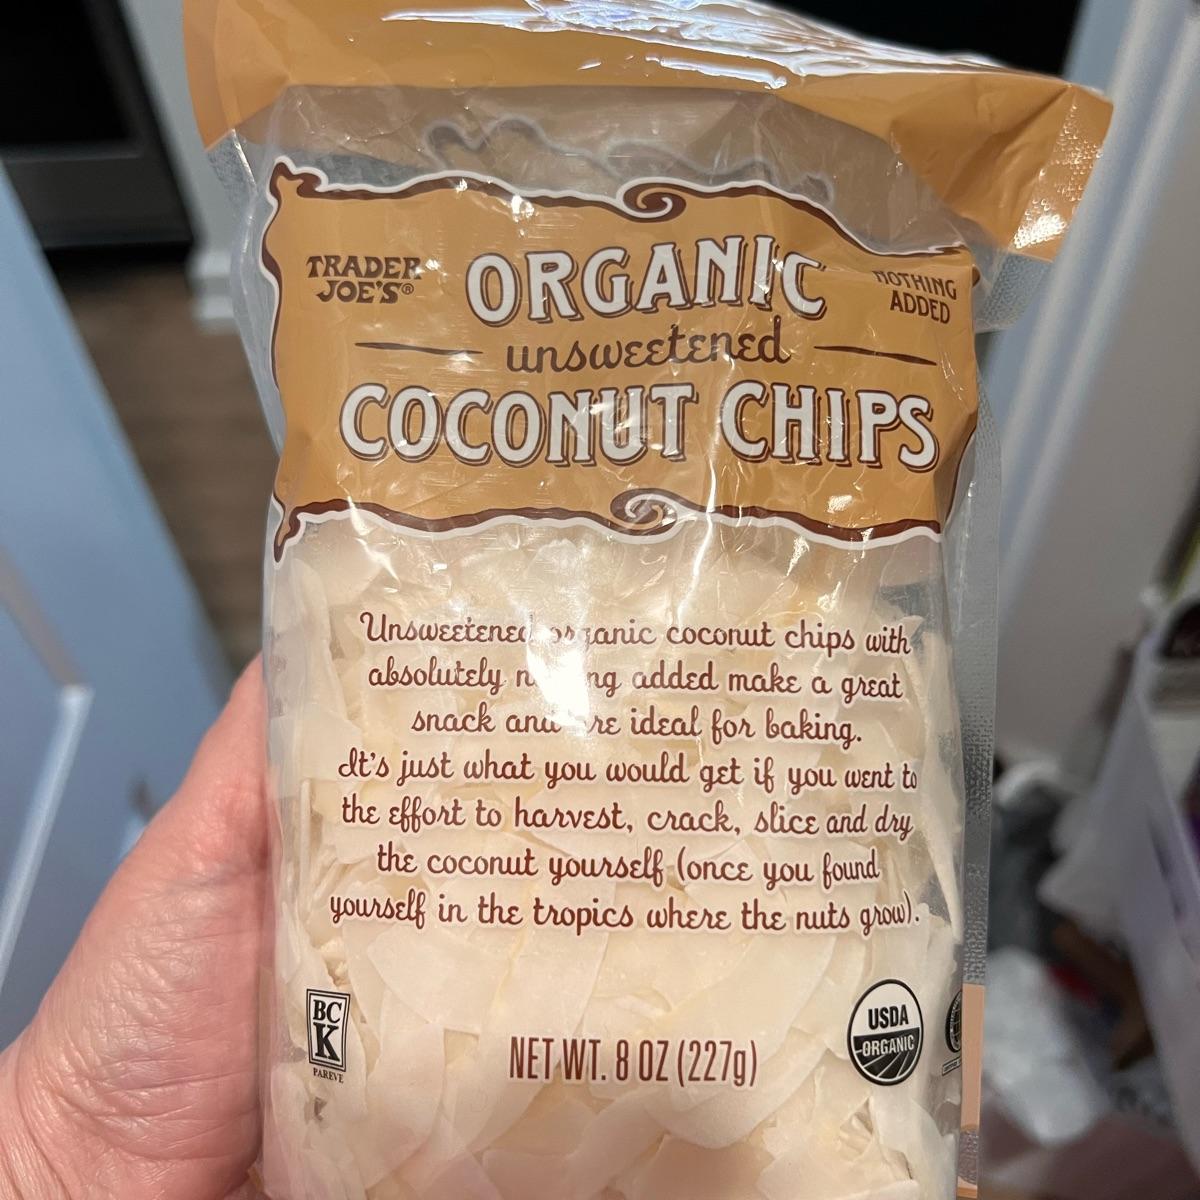 TRADER
JOE'S®
ORGANIC
NOTHING
ADDED
unsweetened
COCONUT CHIPS
Unsweetened organic coconut chips with
absolutely added make a great
snack and are ideal for baking.
It's just what you would get if you went to
the effort to harvest, crack, slice and dry
the coconut yourself (once you found
yourself in the tropics where the nuts grow).
BC
K
PAREVE
NET WT. 8 OZ (227g)
USDA
ORGANIC